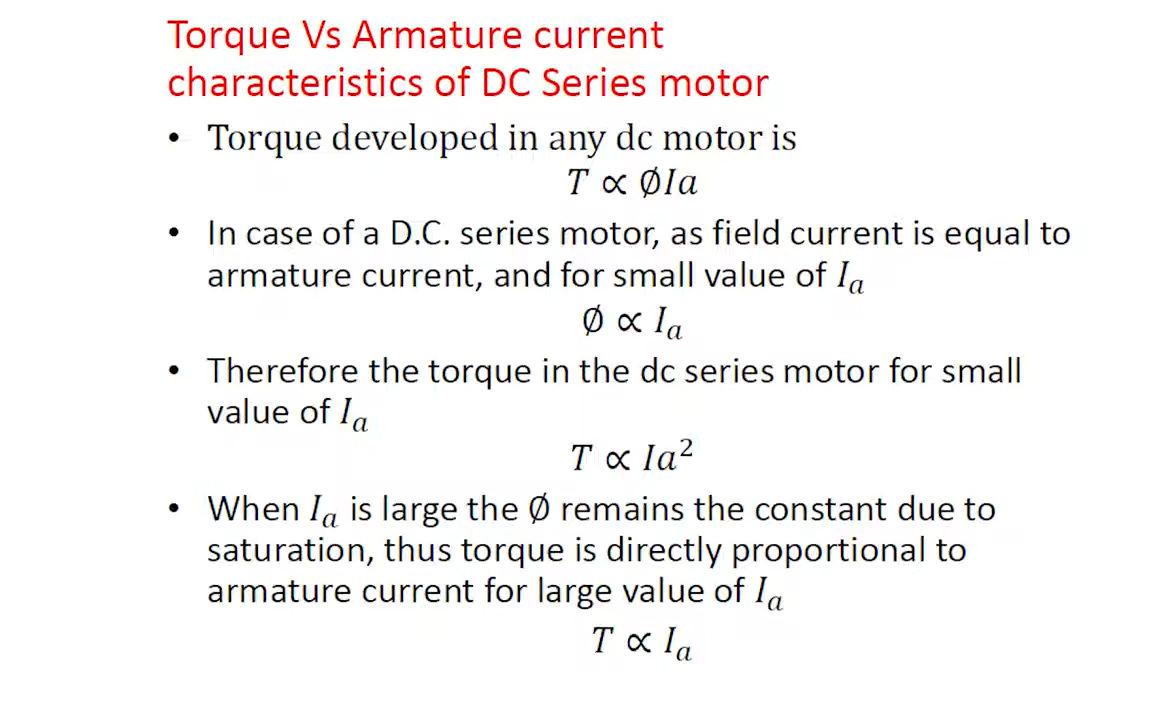 Torque Vs Armature current
characteristics of DC Series motor
• Torque developed in any dc motor is
T ∝ ∅Ia
• In case of a D.C. series motor, as field current is equal to
armature current, and for small value of Iₐ
∅ ∝ Iₐ
• Therefore the torque in the dc series motor for small
value of Iₐ
T ∝ Ia²
• When Iₐ is large the ∅ remains the constant due to
saturation, thus torque is directly proportional to
armature current for large value of Iₐ
T ∝ Iₐ